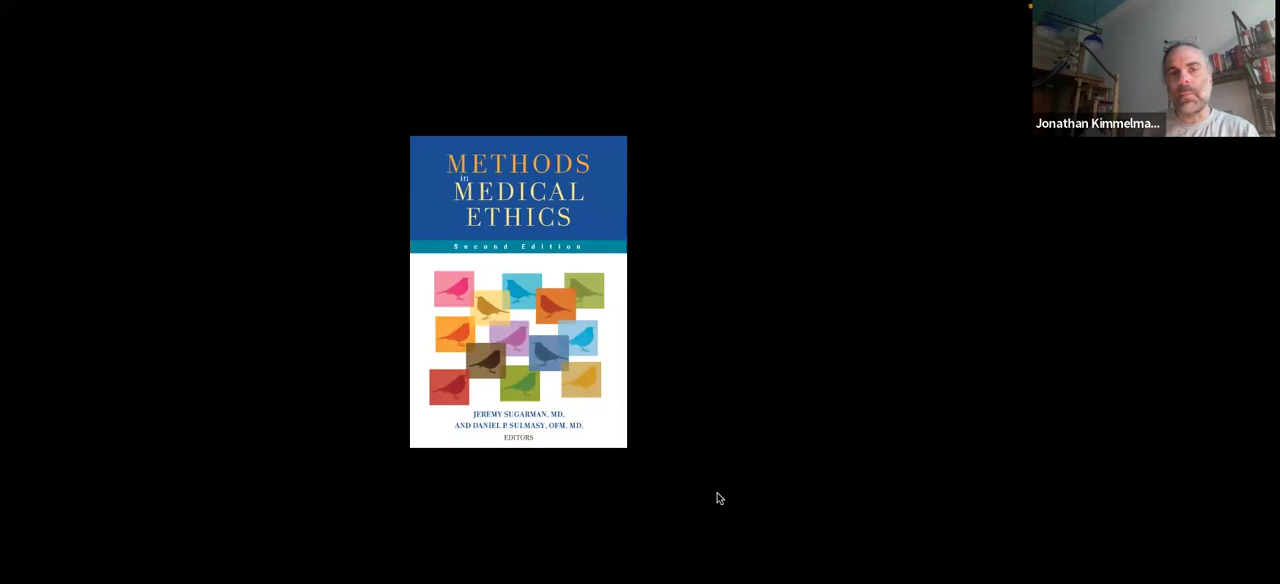 Jonathan Kimmelma...
METHODS
in
MEDICAL
ETHICS
Second Edition
JEREMY SUGARMAN, MD,
AND DANIEL P. SULMASY, OFM, MD,
EDITORS